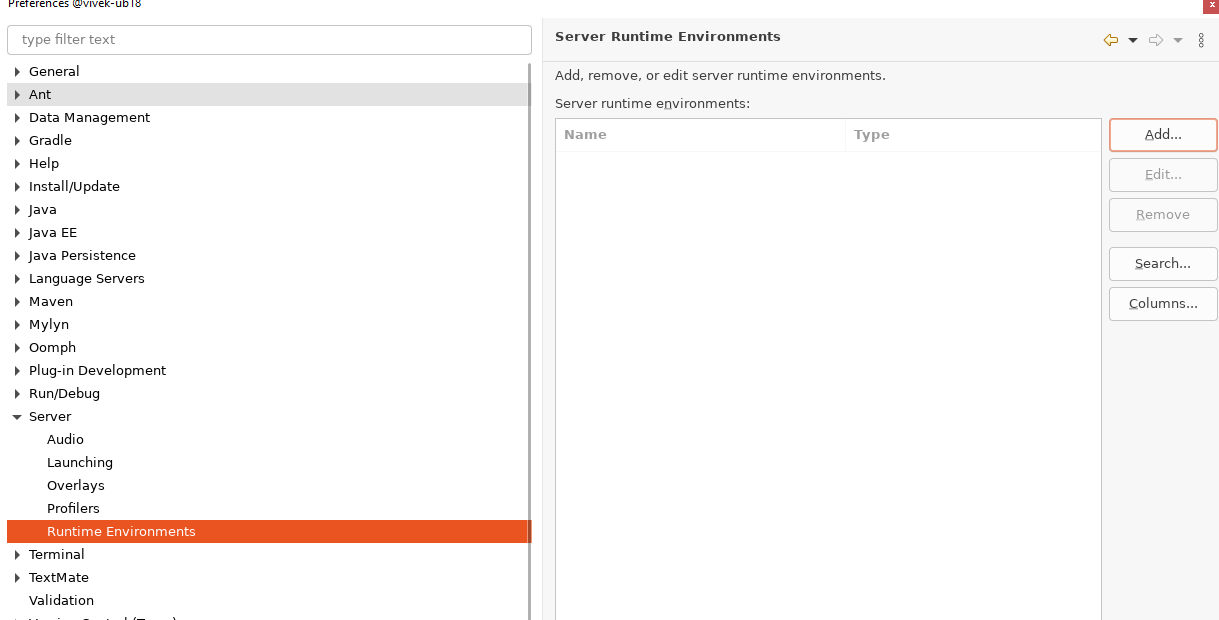 Preferences @vivek-ub18
type filter text
General
Ant
Data Management
Gradle
Help
Install/Update
Java
Java EE
Java Persistence
Language Servers
Maven
Mylyn
Oomph
Plug-in Development
Run/Debug
Server
Audio
Launching
Overlays
Profilers
Runtime Environments
Terminal
TextMate
Validation
Server Runtime Environments
Add, remove, or edit server runtime environments.
Server runtime environments:
Name Type
Add...
Edit...
Remove
Search...
Columns...